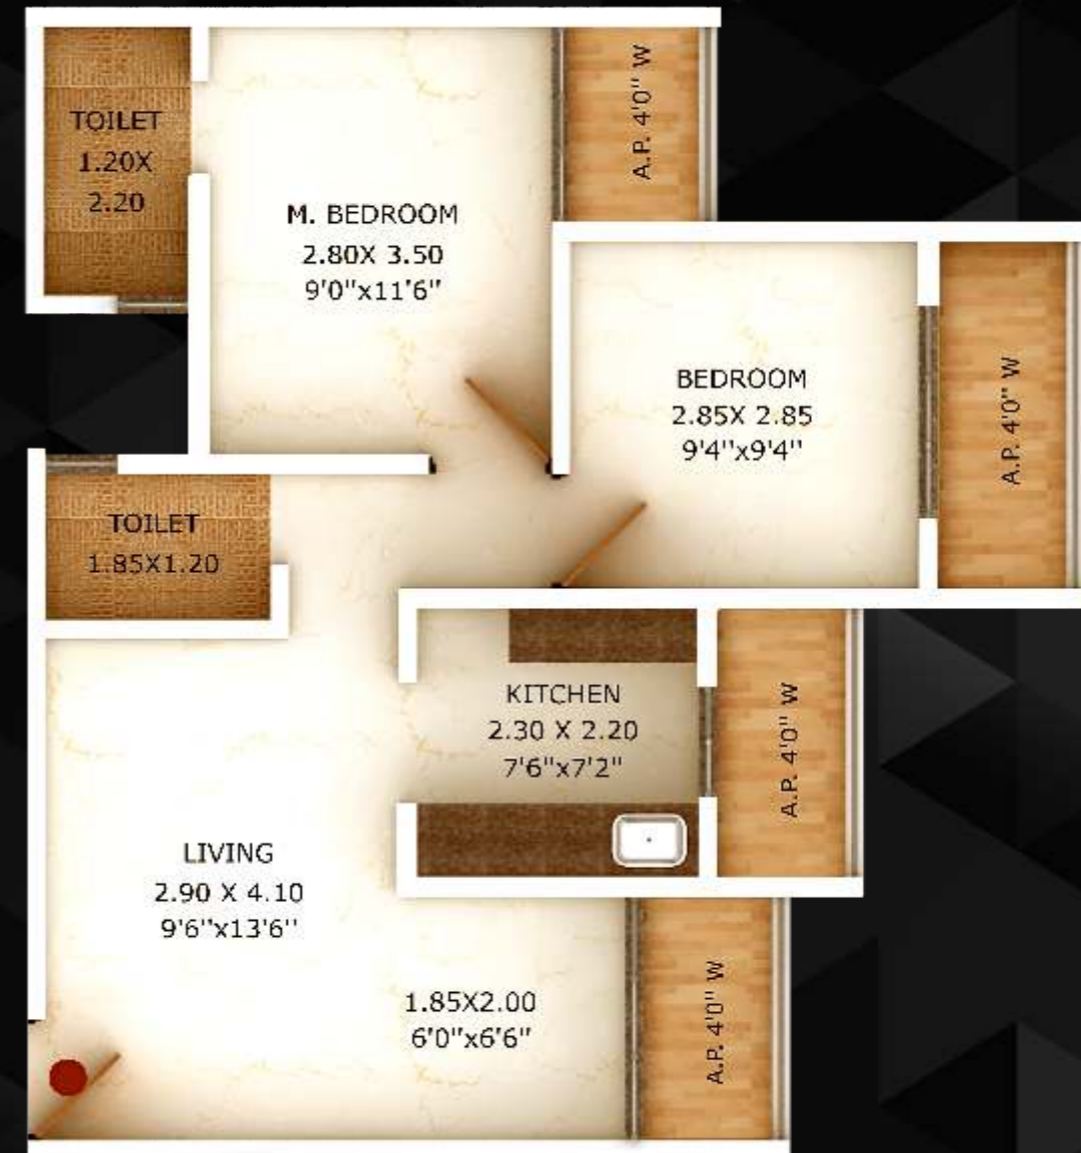 TOILET
1.20X
2.20
M. BEDROOM
2.80X 3.50
9'0"x11'6"
A.P. 4'0" W
BEDROOM
2.85X 2.85
9'4"x9'4"
A.P. 4'0" W
TOILET
1.85X1.20
KITCHEN
2.30 X 2.20
7'6"x7'2"
A.P. 4'0" W
LIVING
2.90 X 4.10
9'6"x13'6"
1.85X2.00
6'0"x6'6"
A.P. 4'0" W